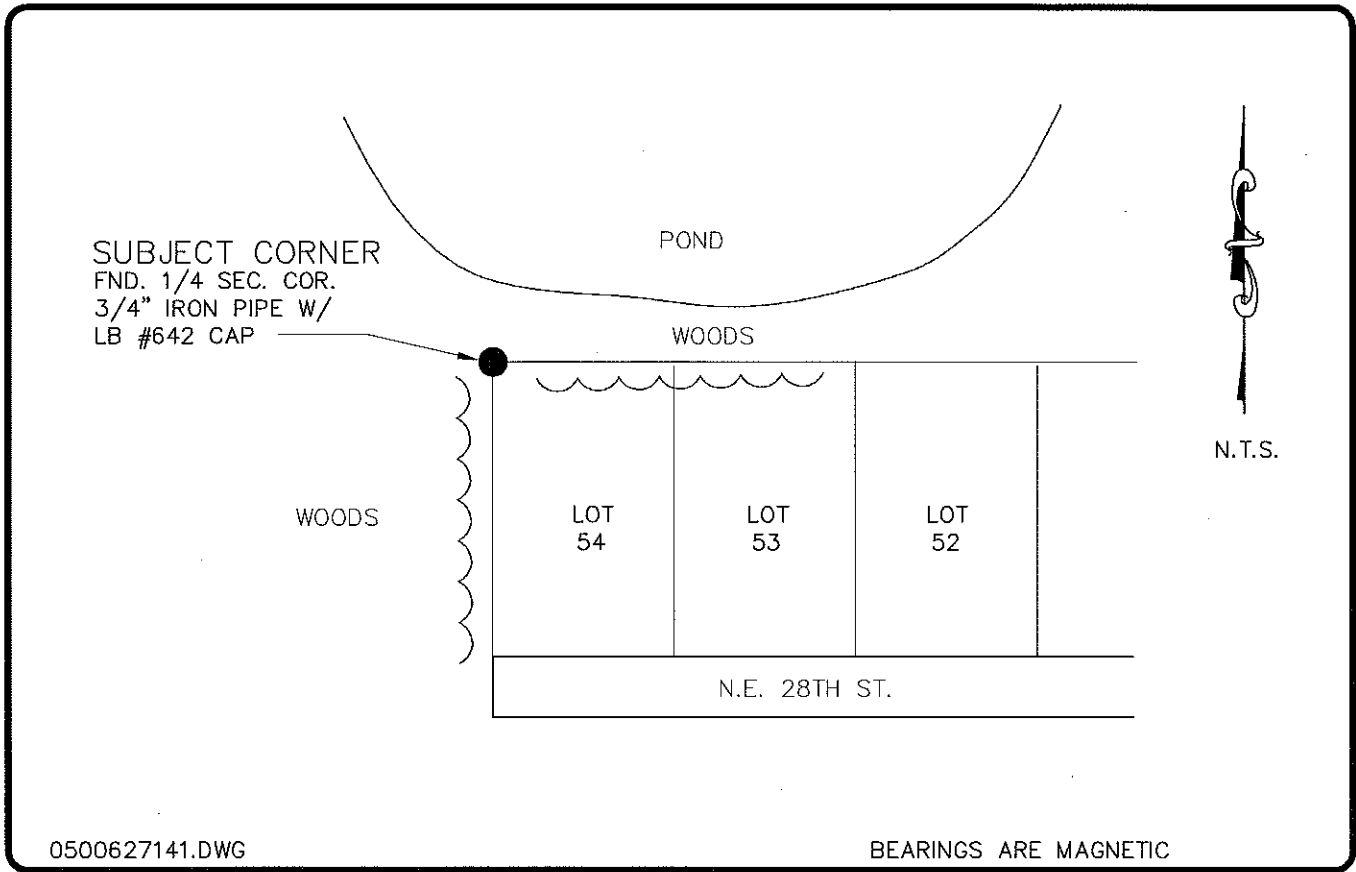 POND
SUBJECT CORNER
FND. 1/4 SEC. COR.
3/4" IRON PIPE W/
LB #642 CAP
WOODS
N.T.S.
WOODS
LOT
54
LOT
53
LOT
52
N.E. 28TH ST.
0500627141.DWG
BEARINGS ARE MAGNETIC